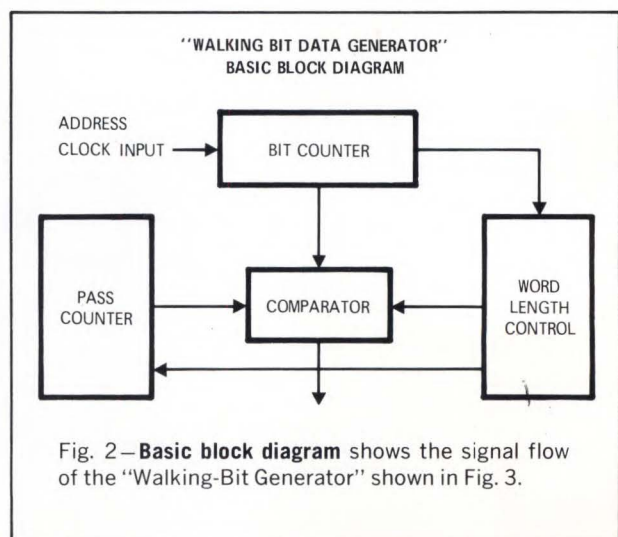 "WALKING BIT DATA GENERATOR"
BASIC BLOCK DIAGRAM
ADDRESS
CLOCK INPUT
BIT COUNTER
PASS
COUNTER
COMPARATOR
WORD
LENGTH
CONTROL
Fig. 2—Basic block diagram shows the signal flow
of the "Walking-Bit Generator" shown in Fig. 3.